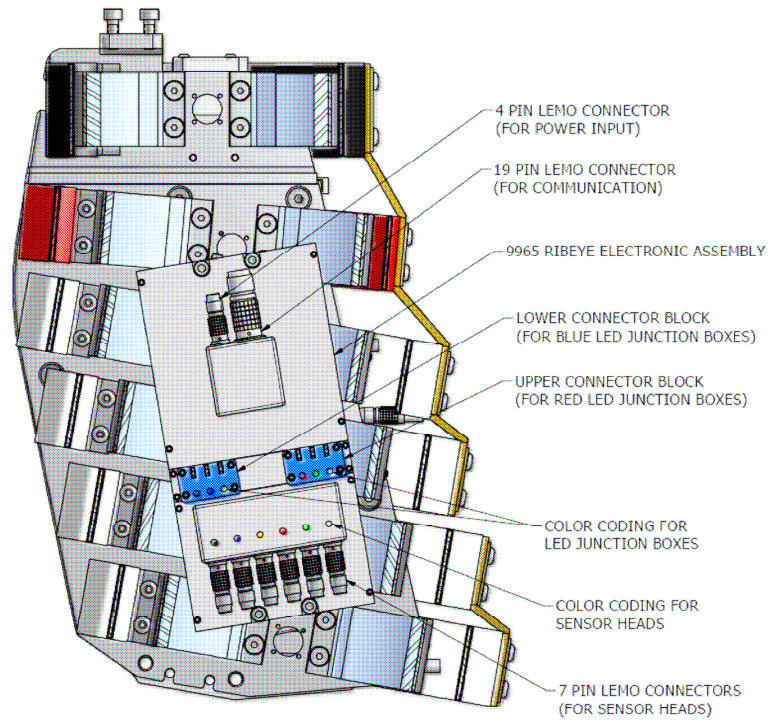 4 PIN LEMO CONNECTOR
(FOR POWER INPUT)
19 PIN LEMO CONNECTOR
(FOR COMMUNICATION)
9965 RIBEYE ELECTRONIC ASSEMBLY
LOWER CONNECTOR BLOCK
(FOR BLUE LED JUNCTION BOXES)
UPPER CONNECTOR BLOCK
(FOR RED LED JUNCTION BOXES)
COLOR CODING FOR
LED JUNCTION BOXES
COLOR CODING FOR
SENSOR HEADS
7 PIN LEMO CONNECTORS
(FOR SENSOR HEADS)